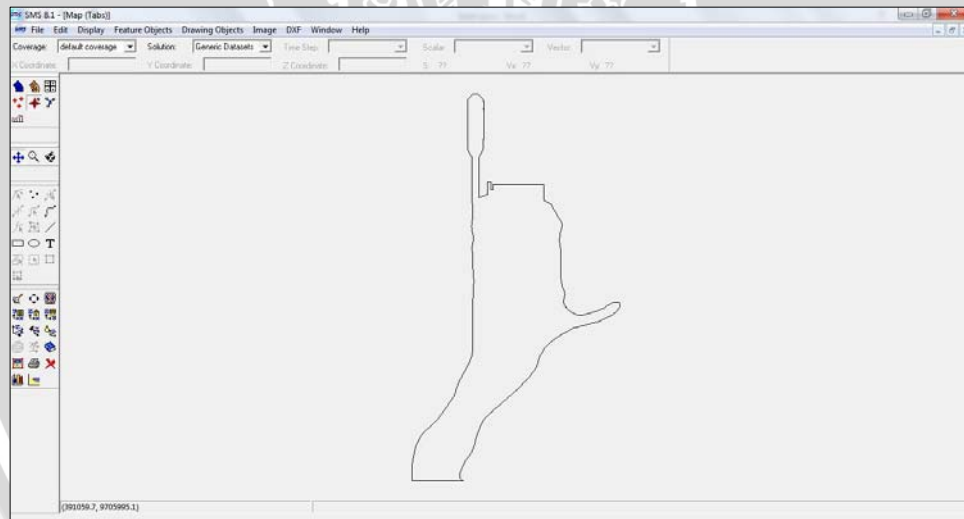 SMS 8.1 - [Map (Tabs)]
File Edit Display Feature Objects Drawing Objects Image DXF Window Help
Coverage: default coverage Solution: Generic Datasets Time Step: Scalar: Vector:
X Coordinate: Y Coordinate: Z Coordinate: S: ?? Vx: ?? Vy: ??
T
(391059.7, 9705995.1)